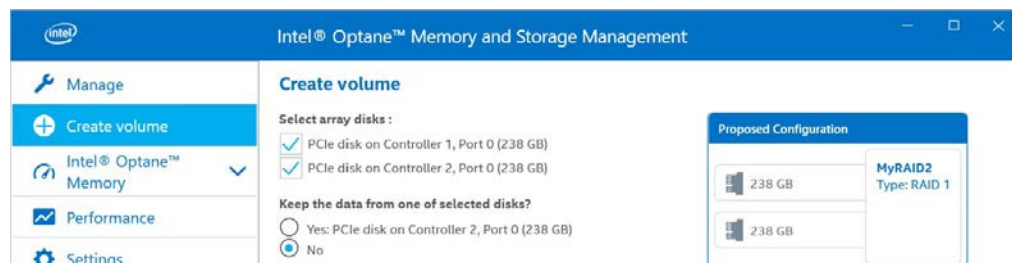 intel
Intel® Optane™ Memory and Storage Management
Manage
Create volume
Intel® Optane™
Memory
Performance
Settings
Create volume
Select array disks :
PCIe disk on Controller 1, Port 0 (238 GB)
PCIe disk on Controller 2, Port 0 (238 GB)
Keep the data from one of selected disks?
Yes: PCIe disk on Controller 2, Port 0 (238 GB)
No
Proposed Configuration
238 GB
238 GB
MyRAID2
Type: RAID 1